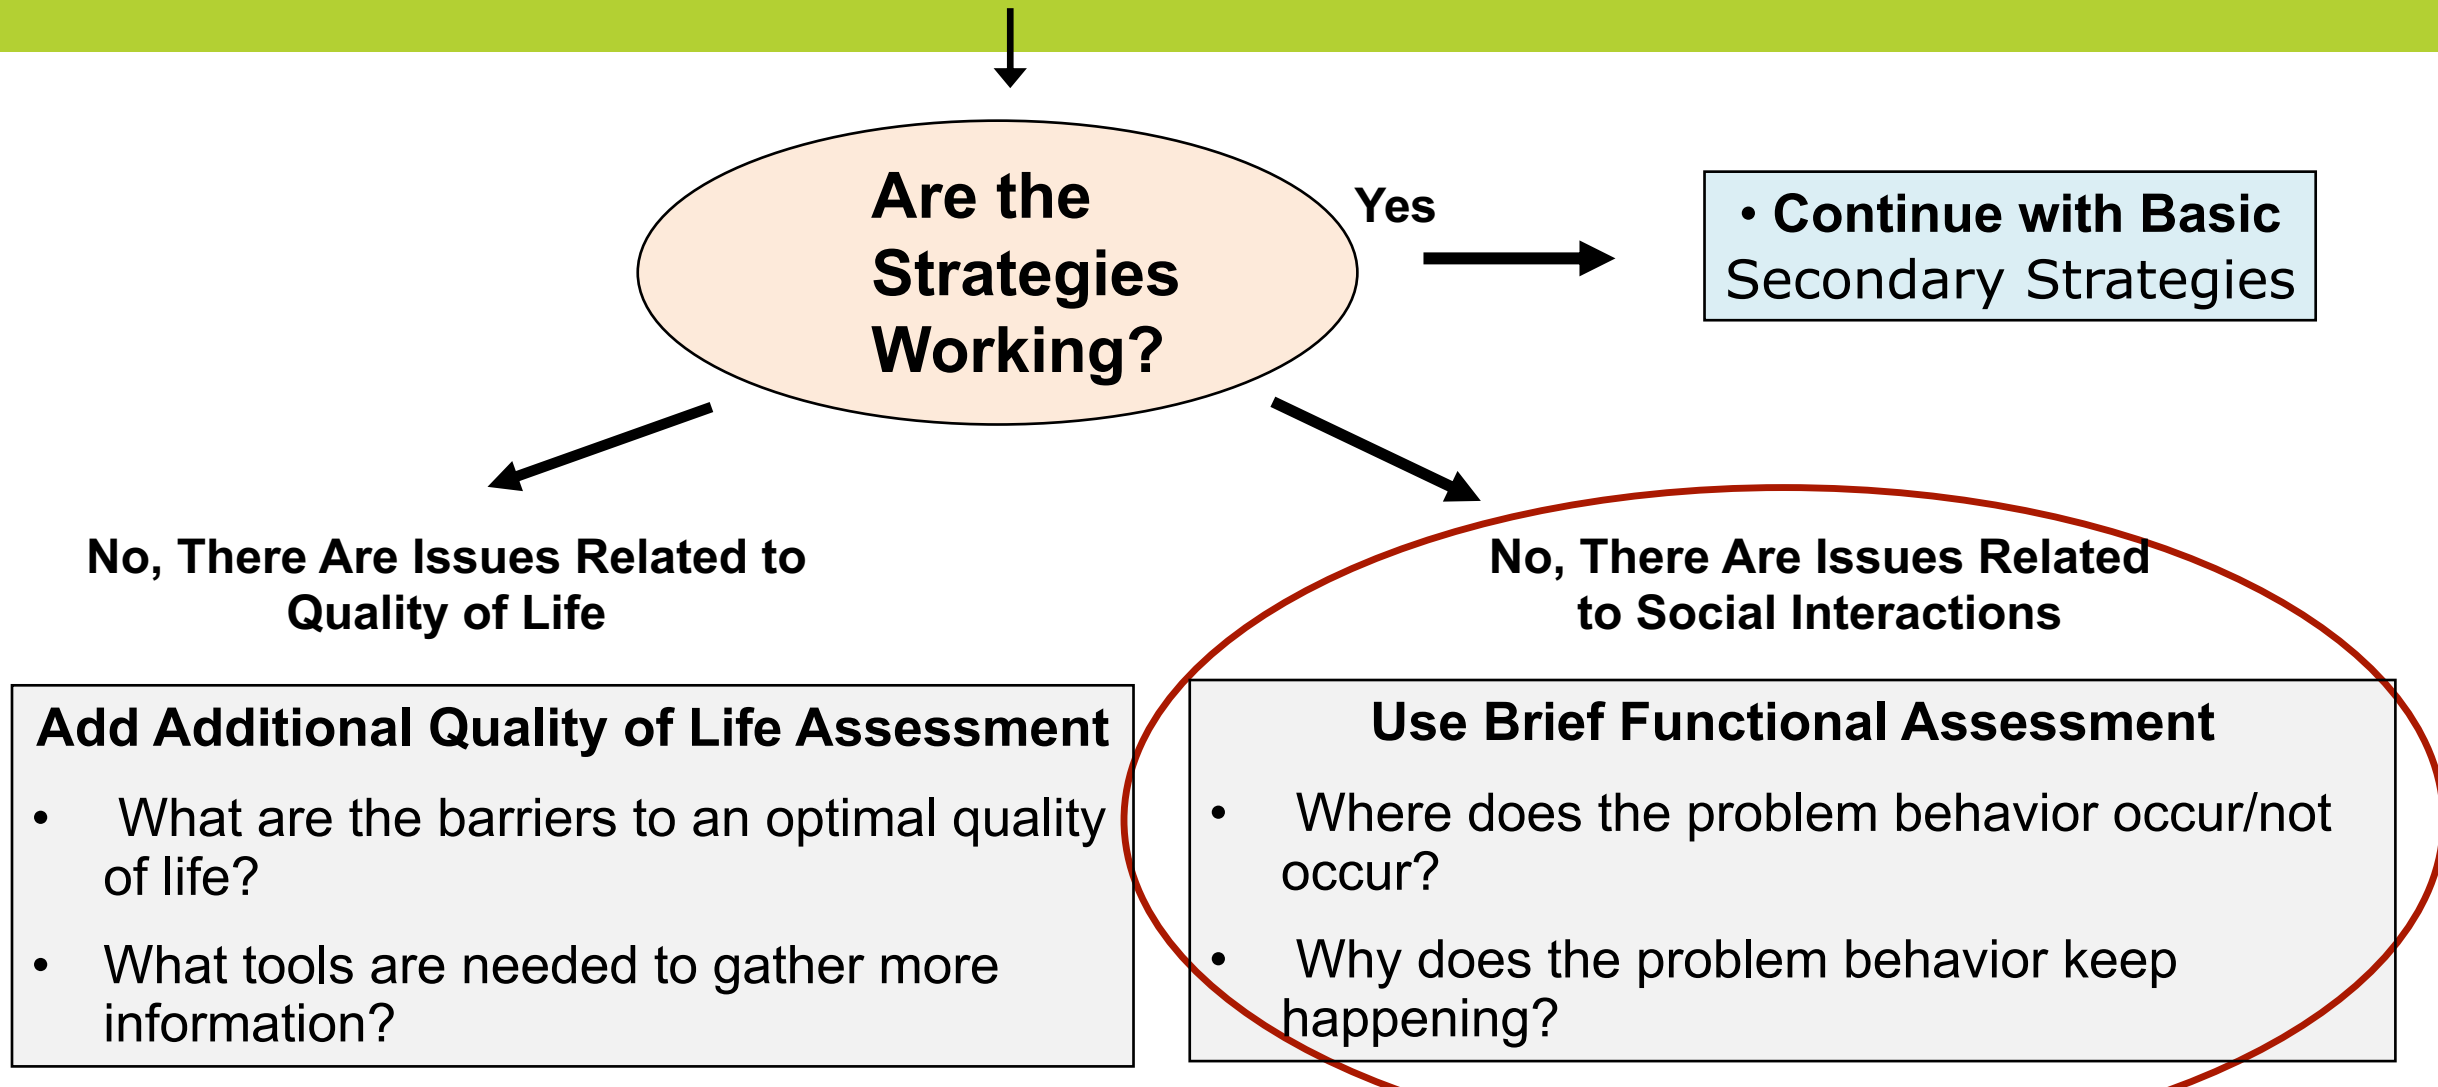 Are the
Strategies
Working?
Yes
• Continue with Basic
Secondary Strategies
No, There Are Issues Related to
Quality of Life
No, There Are Issues Related
to Social Interactions
Add Additional Quality of Life Assessment
• What are the barriers to an optimal quality
of life?
• What tools are needed to gather more
information?
Use Brief Functional Assessment
• Where does the problem behavior occur/not
occur?
• Why does the problem behavior keep
happening?